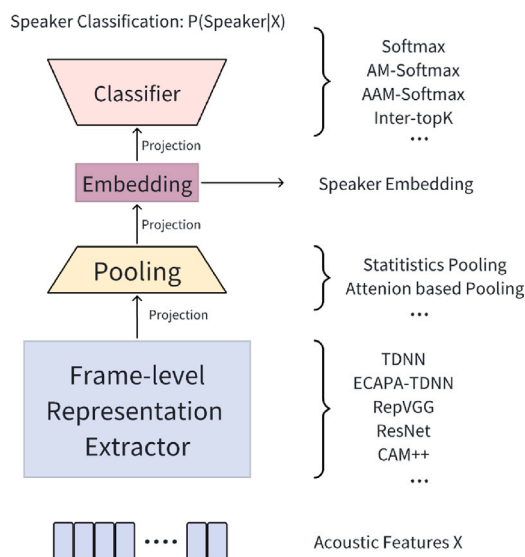 Speaker Classification: P(Speaker|X)
Classifier
Softmax
AM-Softmax
AAM-Softmax
Inter-topK
...
Projection
Embedding
Speaker Embedding
Projection
Pooling
Statitistics Pooling
Attenion based Pooling
...
Projection
Frame-level
Representation
Extractor
TDNN
ECAPA-TDNN
RepVGG
ResNet
CAM++
...
....
Acoustic Features X